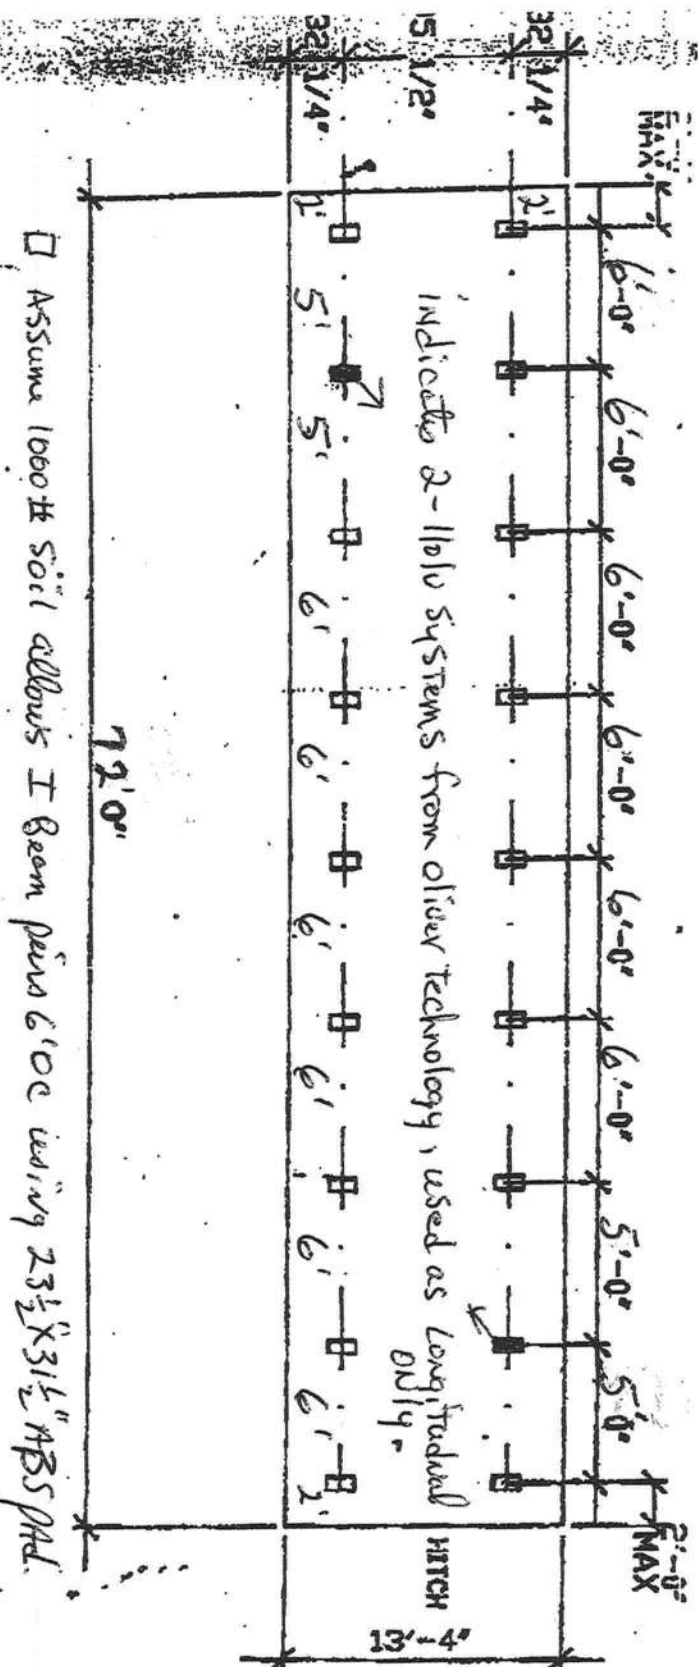 2'-0" MAX
MAX
6'-0" 6'-0" 6'-0" 6'-0" 6'-0" 6'-0" 5'-0" 5'0"
32 1/4"
15 1/2"
32 1/4"
2'
indicates 2-1101V systems from oliver technology, used as Longitudinal
ONly.
HITCH
13'-4"
2' 5' 5' 6' 6' 6' 6' 6' 6' 2'
72'0"
Assume 1000# soil allows I Beam piers 6'OC using 23 1/2" X 31 1/2" ABS PAd.